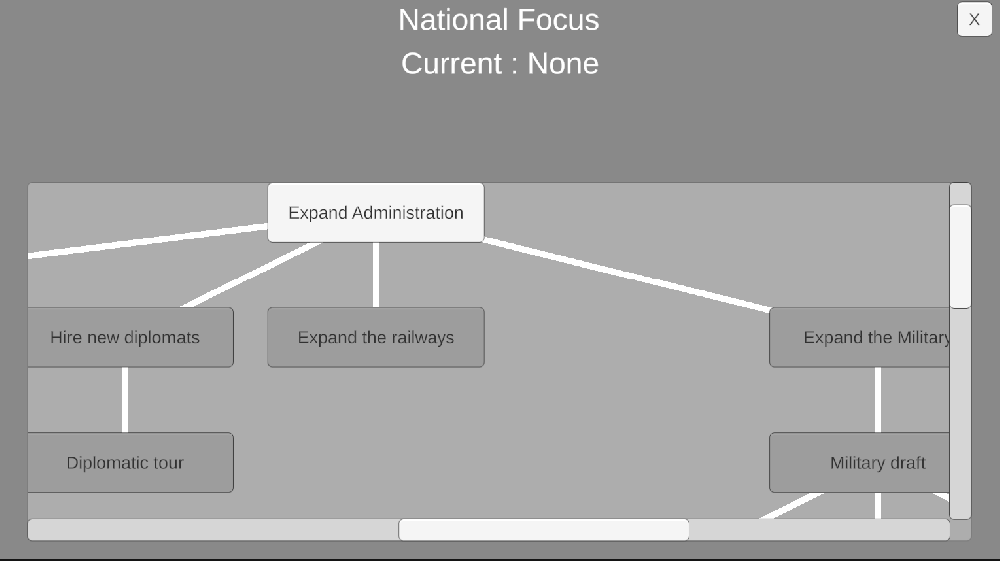 National Focus
X
Current : None
Expand Administration
Hire new diplomats
Expand the railways
Expand the Military
Diplomatic tour
Military draft